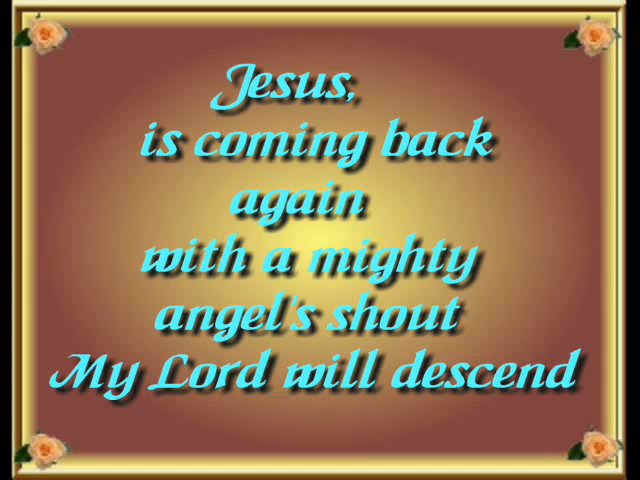 Jesus,
is coming back
again
with a mighty
angel's shout
My Lord will descend